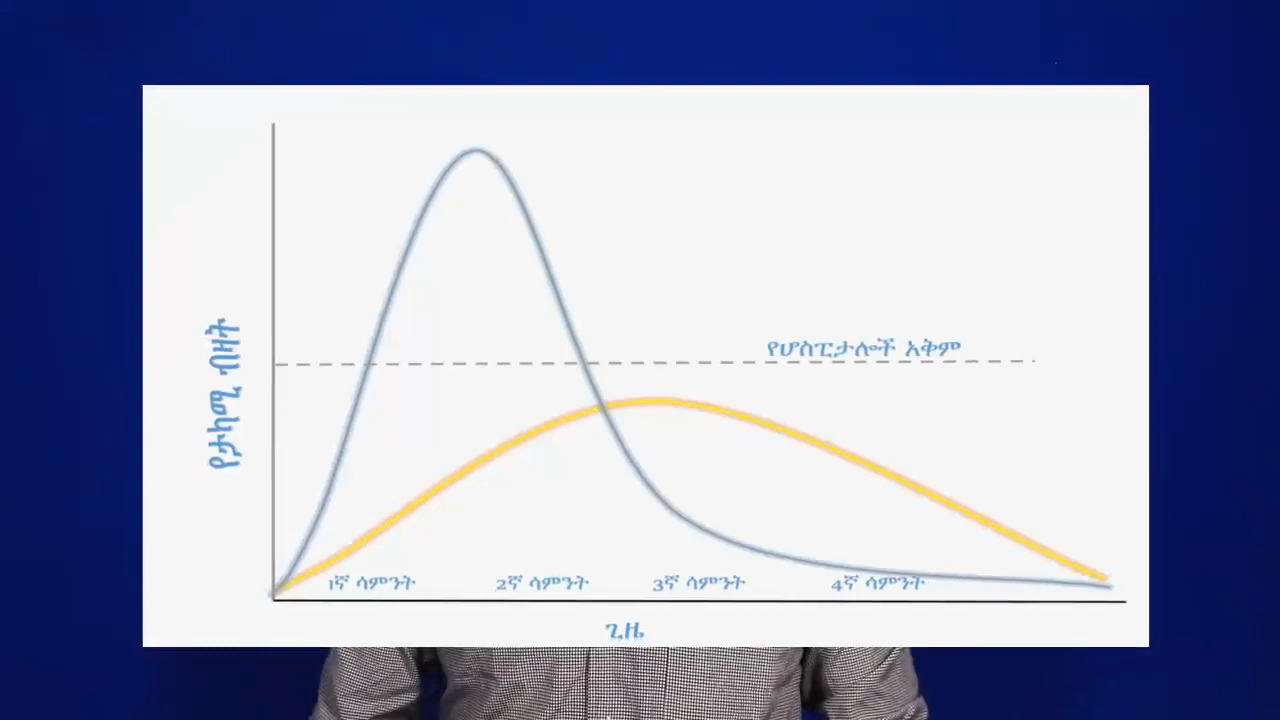 የሆስፒታሎች አቅም
የታካሚ ብዛት
1ኛ ሳምንት
2ኛ ሳምንት
3ኛ ሳምንት
4ኛ ሳምንት
ጊዜ